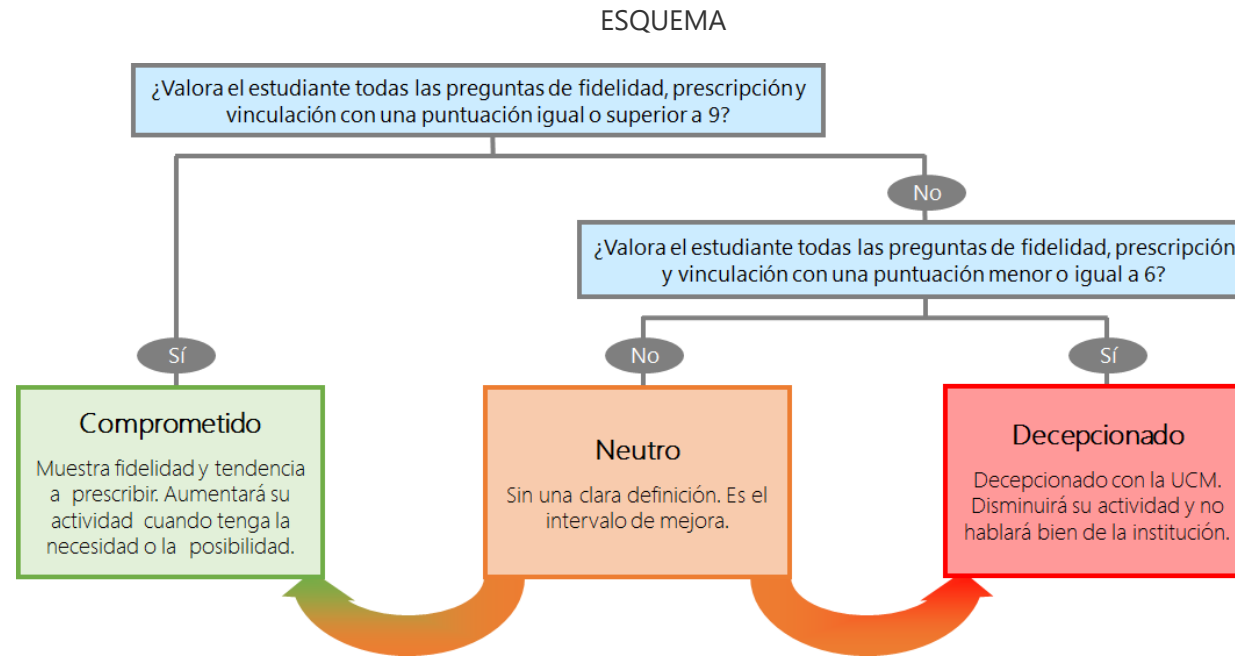 ESQUEMA
¿Valora el estudiante todas las preguntas de fidelidad, prescripción y
vinculación con una puntuación igual o superior a 9?
No
¿Valora el estudiante todas las preguntas de fidelidad, prescripción
y vinculación con una puntuación menor o igual a 6?
Sí
No
Sí
Comprometido
Muestra fidelidad y tendencia
a prescribir. Aumentará su
actividad cuando tenga la
necesidad o la posibilidad.
Neutro
Sin una clara definición. Es el
intervalo de mejora.
Decepcionado
Decepcionado con la UCM.
Disminuirá su actividad y no
hablará bien de la institución.